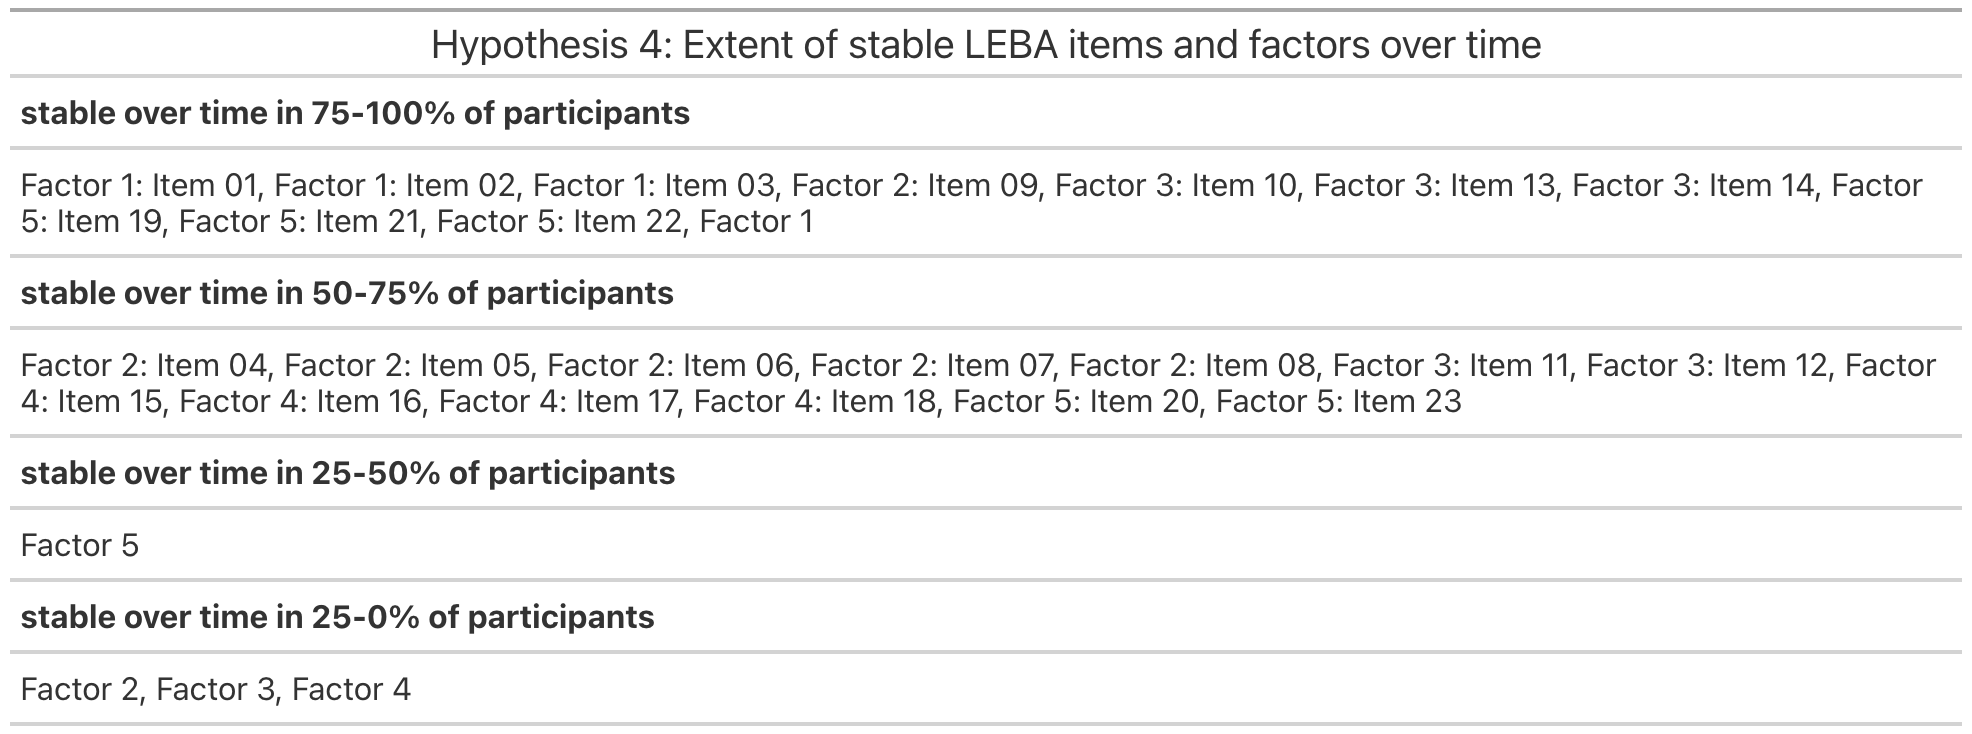 Hypothesis 4: Extent of stable LEBA items and factors over time
stable over time in 75-100% of participants
Factor 1: Item 01, Factor 1: Item 02, Factor 1: Item 03, Factor 2: Item 09, Factor 3: Item 10, Factor 3: Item 13, Factor 3: Item 14, Factor
5: Item 19, Factor 5: Item 21, Factor 5: Item 22, Factor 1
stable over time in 50-75% of participants
Factor 2: Item 04, Factor 2: Item 05, Factor 2: Item 06, Factor 2: Item 07, Factor 2: Item 08, Factor 3: Item 11, Factor 3: Item 12, Factor
4: Item 15, Factor 4: Item 16, Factor 4: Item 17, Factor 4: Item 18, Factor 5: Item 20, Factor 5: Item 23
stable over time in 25-50% of participants
Factor 5
stable over time in 25-0% of participants
Factor 2, Factor 3, Factor 4